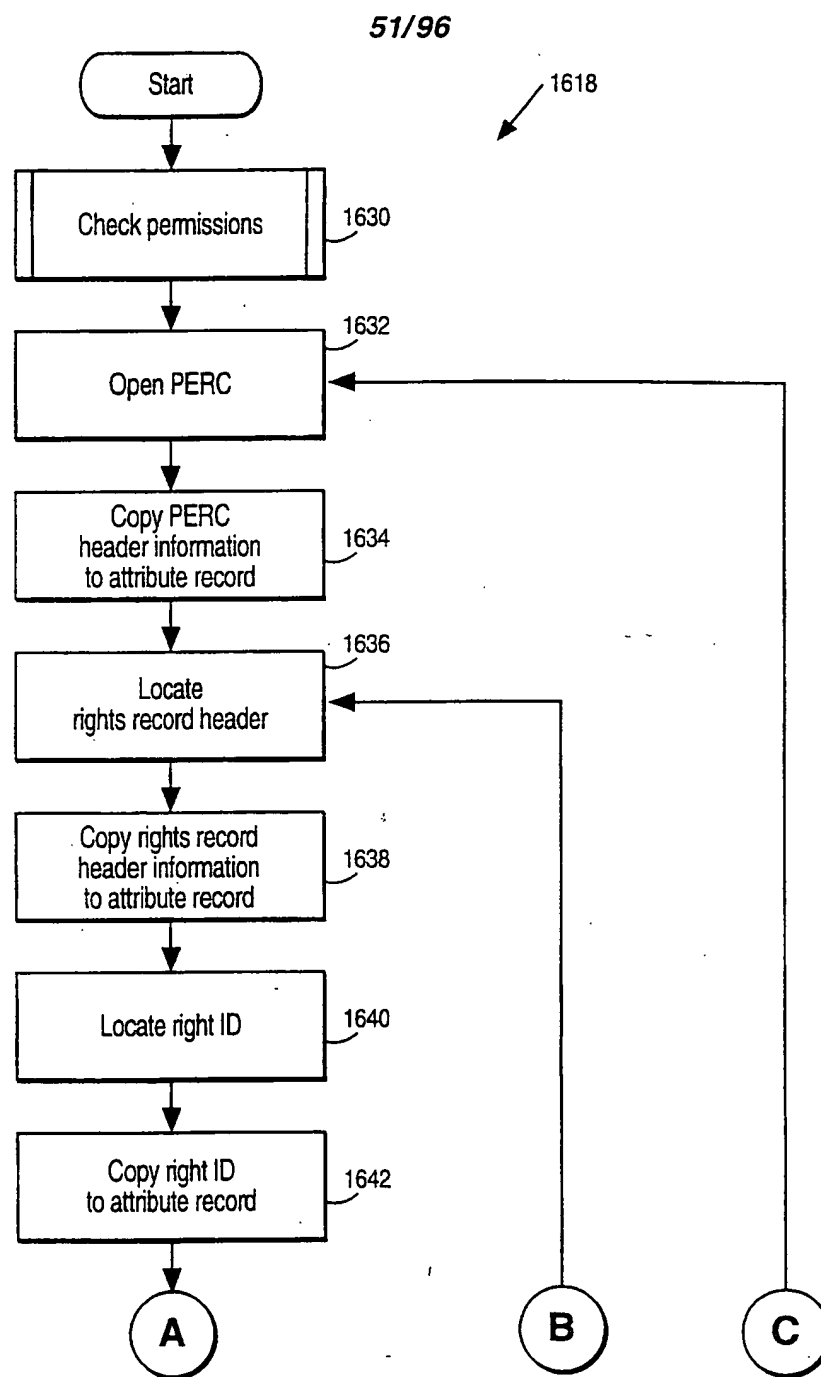 51/96
Start
1618
Check permissions
1630
1632
Open PERC
Copy PERC
header information
to attribute record
1634
1636
Locate
rights record header
Copy rights record
header information
to attribute record
1638
Locate right ID
1640
Copy right ID
to attribute record
1642
A
B
C